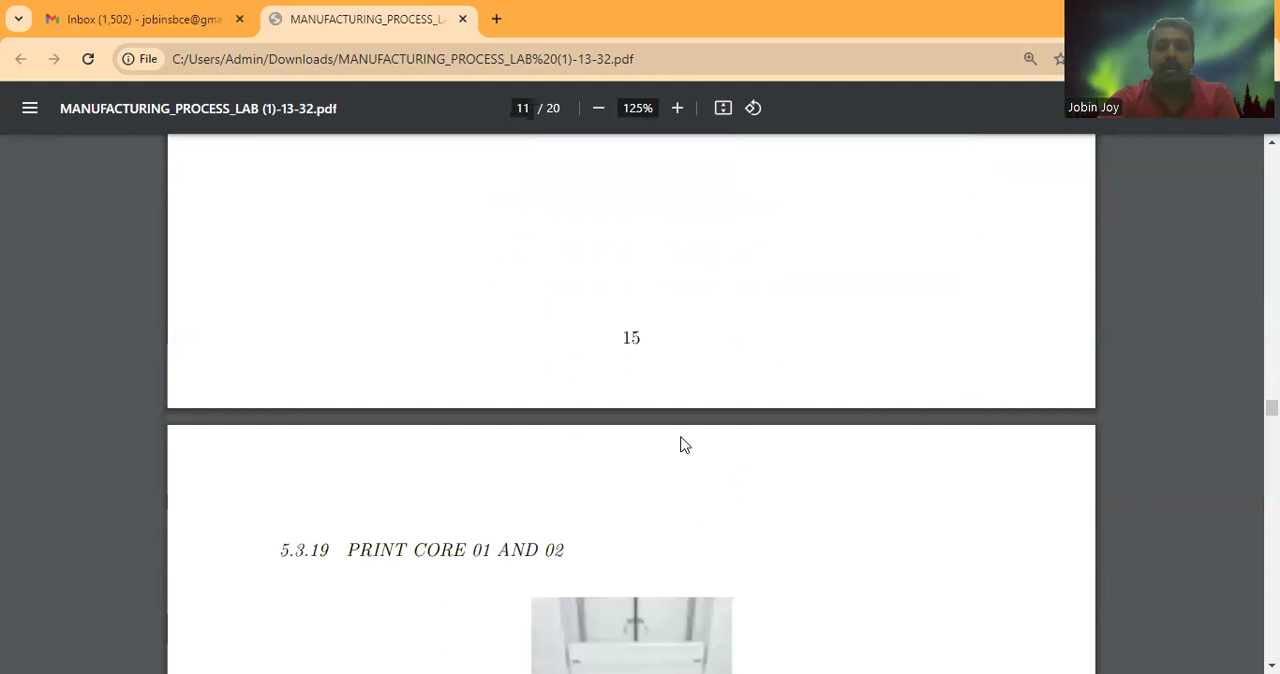 Inbox (1,502) - jobinsbce@gma
MANUFACTURING_PROCESS_L
File
C:/Users/Admin/Downloads/MANUFACTURING_PROCESS_LAB%20(1)-13-32.pdf
MANUFACTURING_PROCESS_LAB (1)-13-32.pdf
11 / 20
125%
Jobin Joy
15
5.3.19 PRINT CORE 01 AND 02